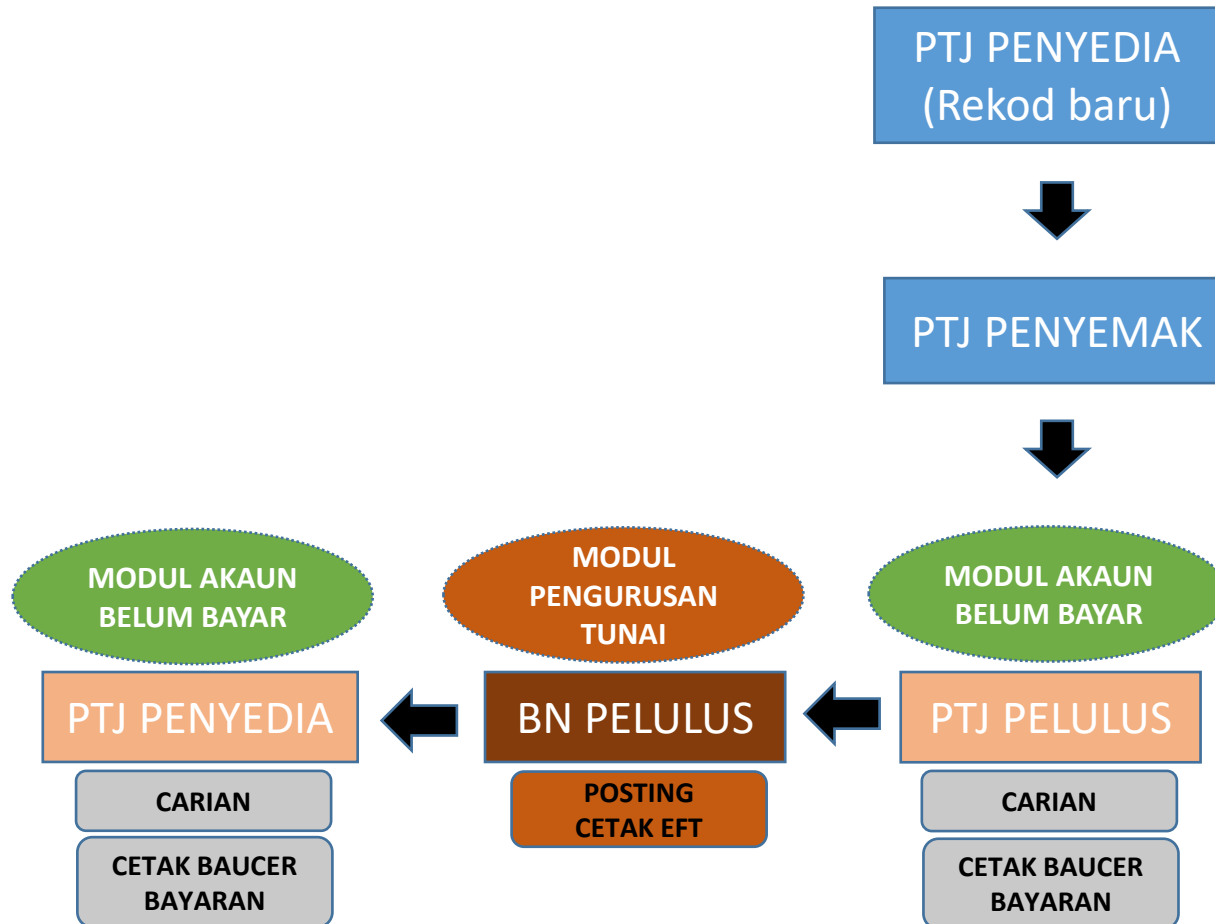 PTJ PENYEDIA
(Rekod baru)
PTJ PENYEMAK
MODUL AKAUN
BELUM BAYAR
MODUL
PENGURUSAN
TUNAI
MODUL AKAUN
BELUM BAYAR
PTJ PENYEDIA
BN PELULUS
PTJ PELULUS
CARIAN
POSTING
CETAK EFT
CARIAN
CETAK BAUCER
BAYARAN
CETAK BAUCER
BAYARAN